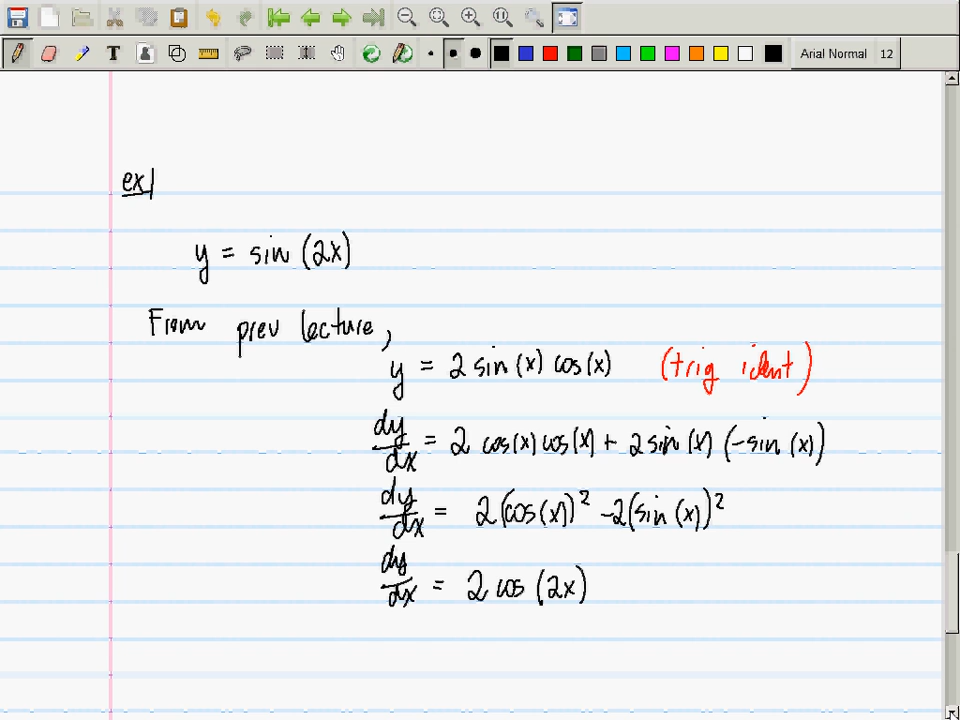 Arial Normal 12
ex1
y = sin (2x)
From prev lecture,
y = 2 sin (x) cos (x) (trig ident)
dy/dx = 2 cos(x) cos(x) + 2 sin (x) (-sin (x))
dy/dx = 2 (cos (x))² - 2(sin (x))²
dy/dx = 2 cos (2x)